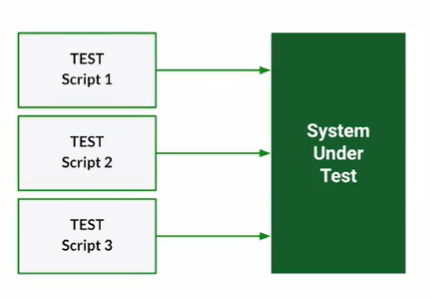 TEST
Script 1
TEST
Script 2
TEST
Script 3
System
Under
Test